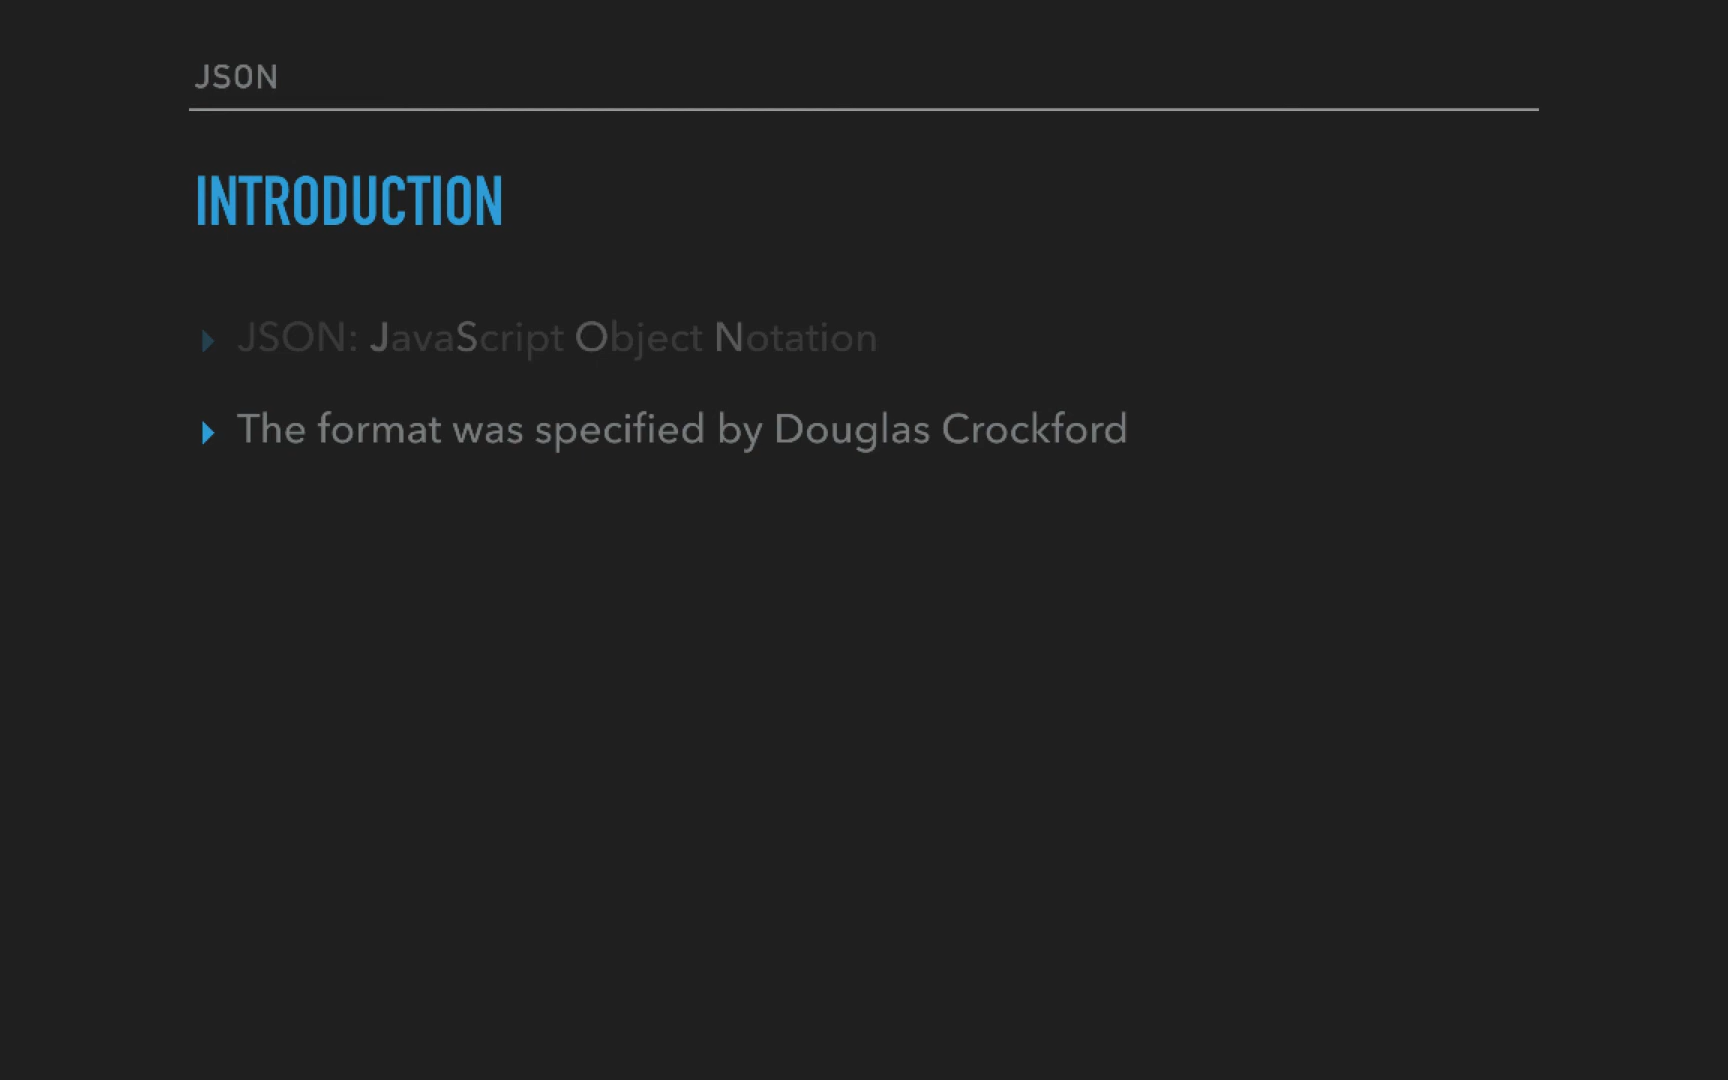 JSON
INTRODUCTION
JSON: JavaScript Object Notation
The format was specified by Douglas Crockford